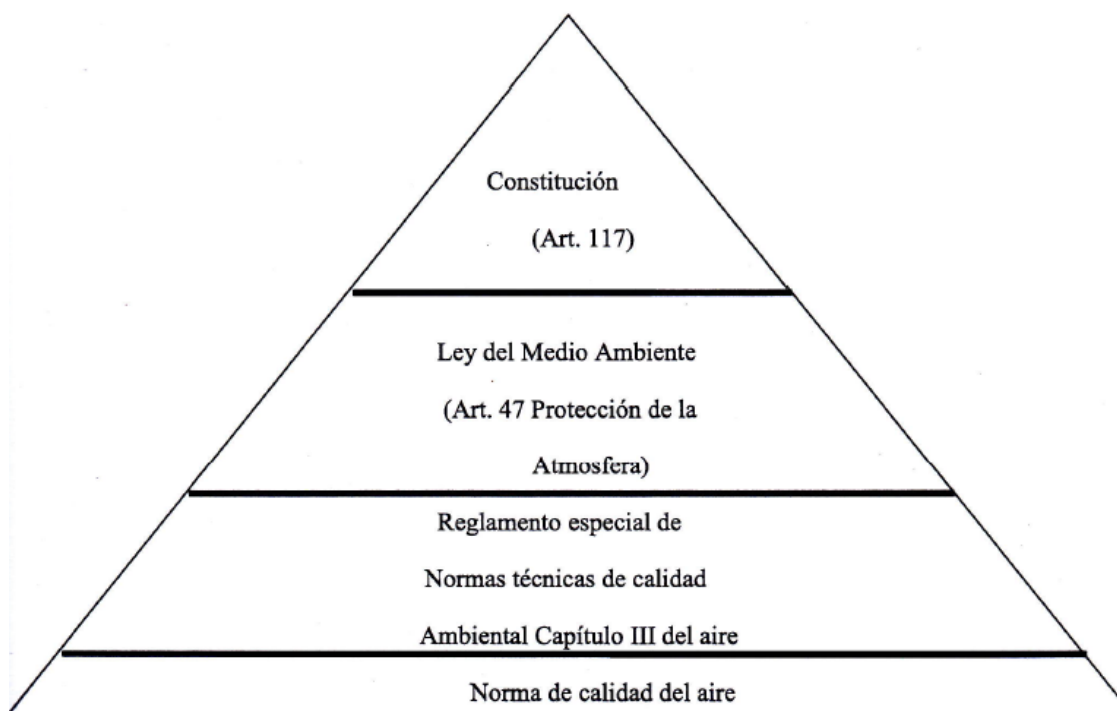 Constitución
(Art. 117)
Ley del Medio Ambiente
(Art. 47 Protección de la
Atmosfera)
Reglamento especial de
Normas técnicas de calidad
Ambiental Capítulo III del aire
Norma de calidad del aire